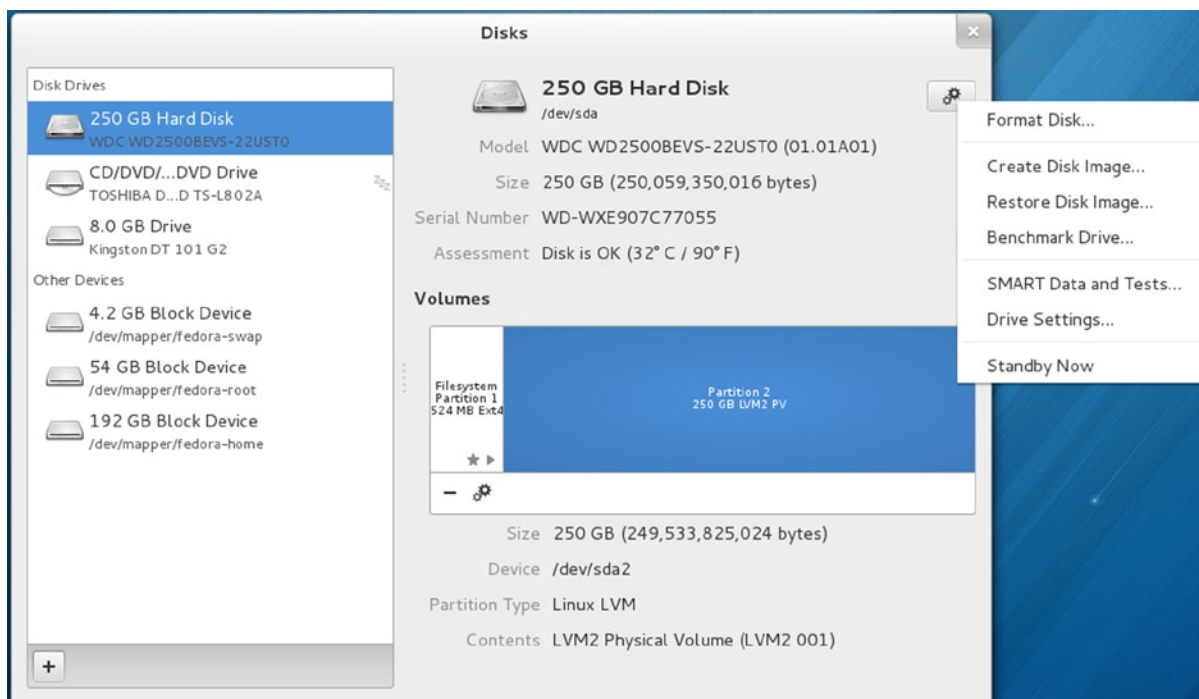 Disks
Disk Drives
250 GB Hard Disk
WDC WD2500BEVS-22UST0
CD/DVD/...DVD Drive
TOSHIBA D...D TS-L802A
zZz
8.0 GB Drive
Kingston DT 101 G2
Other Devices
4.2 GB Block Device
/dev/mapper/fedora-swap
54 GB Block Device
/dev/mapper/fedora-root
192 GB Block Device
/dev/mapper/fedora-home
250 GB Hard Disk
/dev/sda
Model WDC WD2500BEVS-22UST0 (01.01A01)
Size 250 GB (250,059,350,016 bytes)
Serial Number WD-WXE907C77055
Assessment Disk is OK (32° C / 90° F)
Volumes
Filesystem
Partition 1
524 MB Ext4
Partition 2
250 GB LVM2 PV
Size 250 GB (249,533,825,024 bytes)
Device /dev/sda2
Partition Type Linux LVM
Contents LVM2 Physical Volume (LVM2 001)
Format Disk...
Create Disk Image...
Restore Disk Image...
Benchmark Drive...
SMART Data and Tests...
Drive Settings...
Standby Now